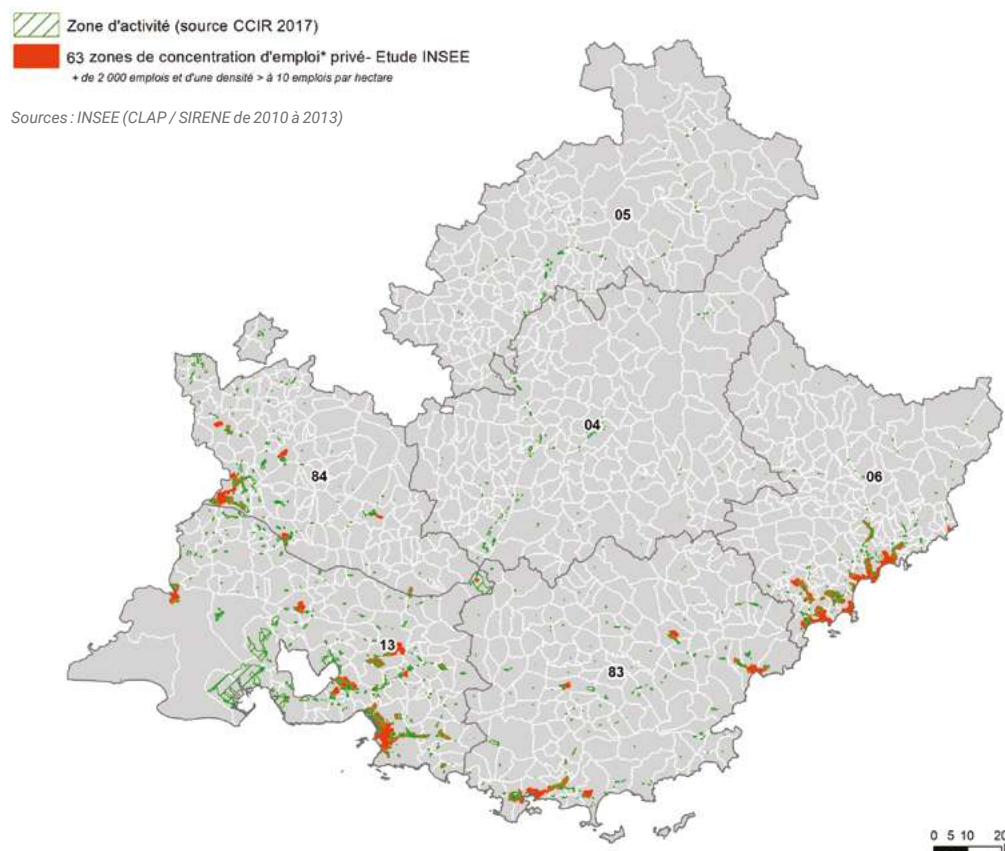 Zone d'activité (source CCIR 2017)
63 zones de concentration d'emploi* privé- Etude INSEE
* + de 2 000 emplois et d'une densité > à 10 emplois par hectare
Sources : INSEE (CLAP / SIRENE de 2010 à 2013)
05
04
06
84
13
83
0 5 10 20